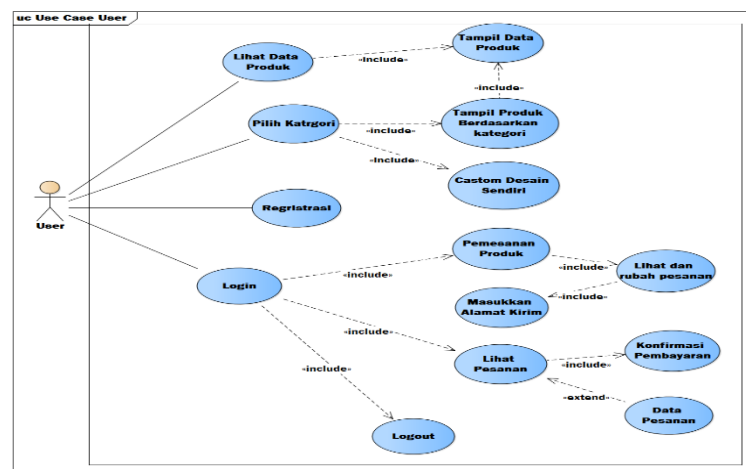 uc Use Case User
Tampil Data
Produk
Lihat Data
Produk
«include»
«include»
Pilih Katrgori
«include»
Tampil Produk
Berdasarkan
kategori
«include»
Castom Desain
Sendiri
Regristrasi
User
Pemesanan
Produk
«include»
Lihat dan
rubah pesanan
Login
«include»
«include»
Masukkan
Alamat Kirim
«include»
Lihat
Pesanan
«include»
Konfirmasi
Pembayaran
«include»
«extend»
Data
Pesanan
Logout